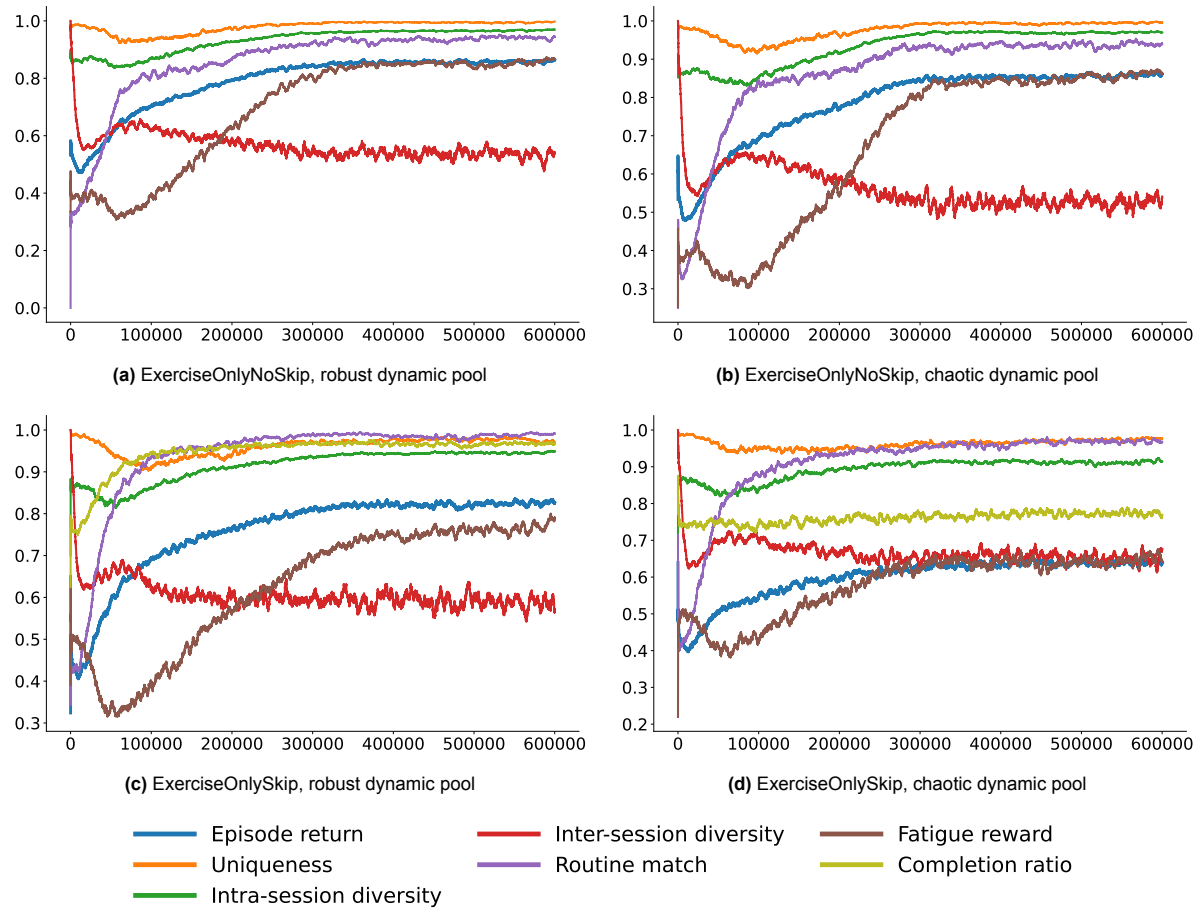 1.0
0.8
0.6
0.4
0.2
0.0
0 100000 200000 300000 400000 500000 600000
(a) ExerciseOnlyNoSkip, robust dynamic pool
1.0
0.9
0.8
0.7
0.6
0.5
0.4
0.3
0 100000 200000 300000 400000 500000 600000
(b) ExerciseOnlyNoSkip, chaotic dynamic pool
1.0
0.9
0.8
0.7
0.6
0.5
0.4
0.3
0 100000 200000 300000 400000 500000 600000
(c) ExerciseOnlySkip, robust dynamic pool
1.0
0.9
0.8
0.7
0.6
0.5
0.4
0.3
0.2
0 100000 200000 300000 400000 500000 600000
(d) ExerciseOnlySkip, chaotic dynamic pool
Episode return
Uniqueness
Intra-session diversity
Inter-session diversity
Routine match
Fatigue reward
Completion ratio